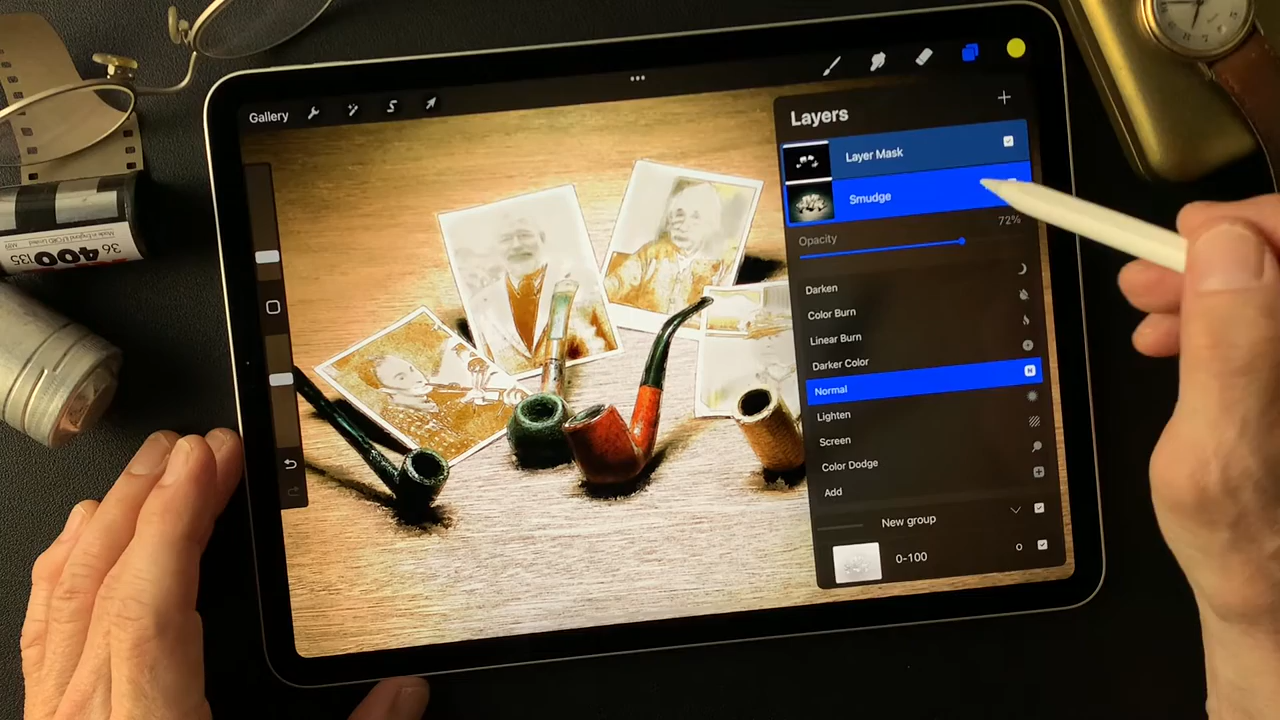 Gallery
Layers
Layer Mask
Smudge
Opacity
72%
Darken
Color Burn
Linear Burn
Darker Color
Normal
N
Lighten
Screen
Color Dodge
Add
New group
0-100
O
36 400 135